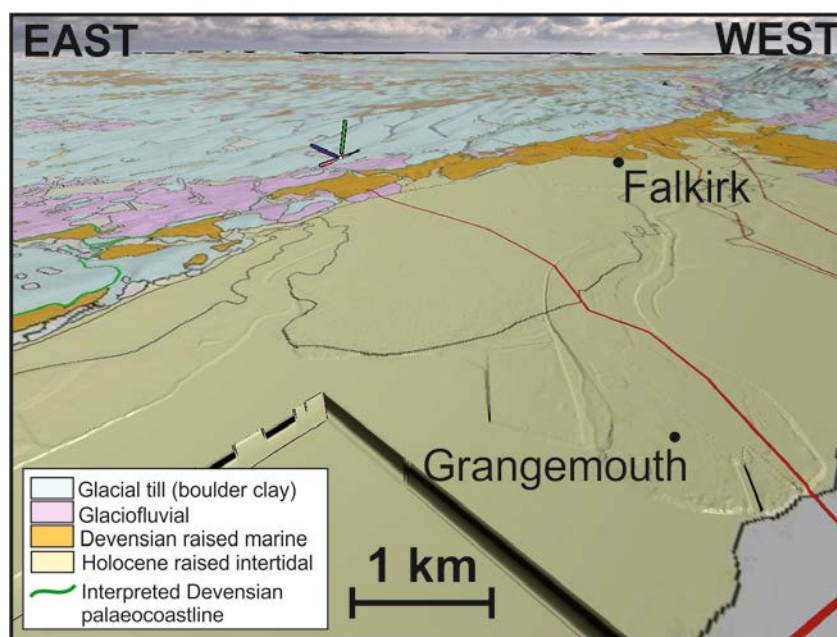 EAST
WEST
Falkirk
Grangemouth
1 km
Glacial till (boulder clay)
Glaciofluvial
Devensian raised marine
Holocene raised intertidal
Interpreted Devensian
palaeocoastline